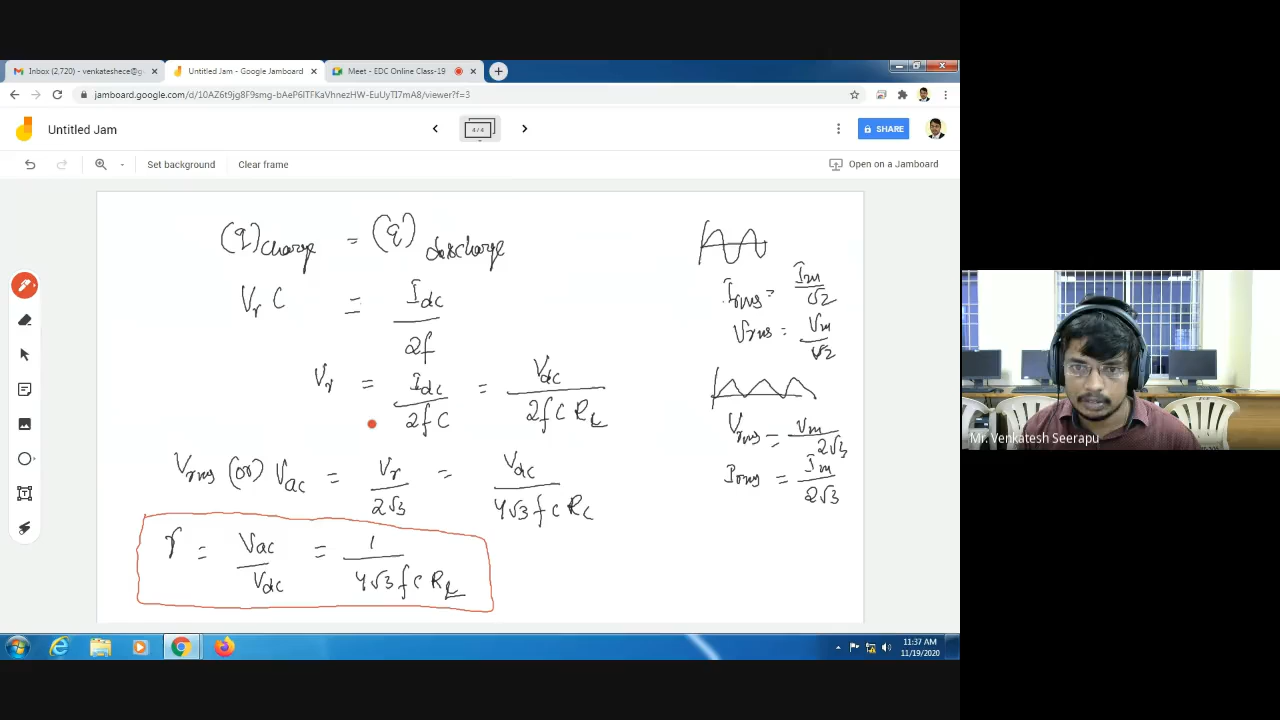 Inbox (2,720) - venkateshece@g
Untitled Jam - Google Jamboard
Meet - EDC Online Class-19
jamboard.google.com/d/10AZ6t9jg8F9smg-bAeP6lTFKaVhnezHW-EuUyTI7mA8/viewer?f=3
Untitled Jam
4/4
SHARE
Set background
Clear frame
Open on a Jamboard
(q)charge = (q)discharge
Vr C = Idc / 2f
Vr = Idc / 2fC = Vdc / 2fCRL
Vrms (or) Vac = Vr / 2√3 = Vdc / 4√3fCRL
r = Vac / Vdc = 1 / 4√3fCRL
Irms = Im / √2
Vrms = Vm / √2
Vrms = Vm / 2√3
Irms = Im / 2√3
Mr. Venkatesh Seerapu
11:37 AM
11/19/2020